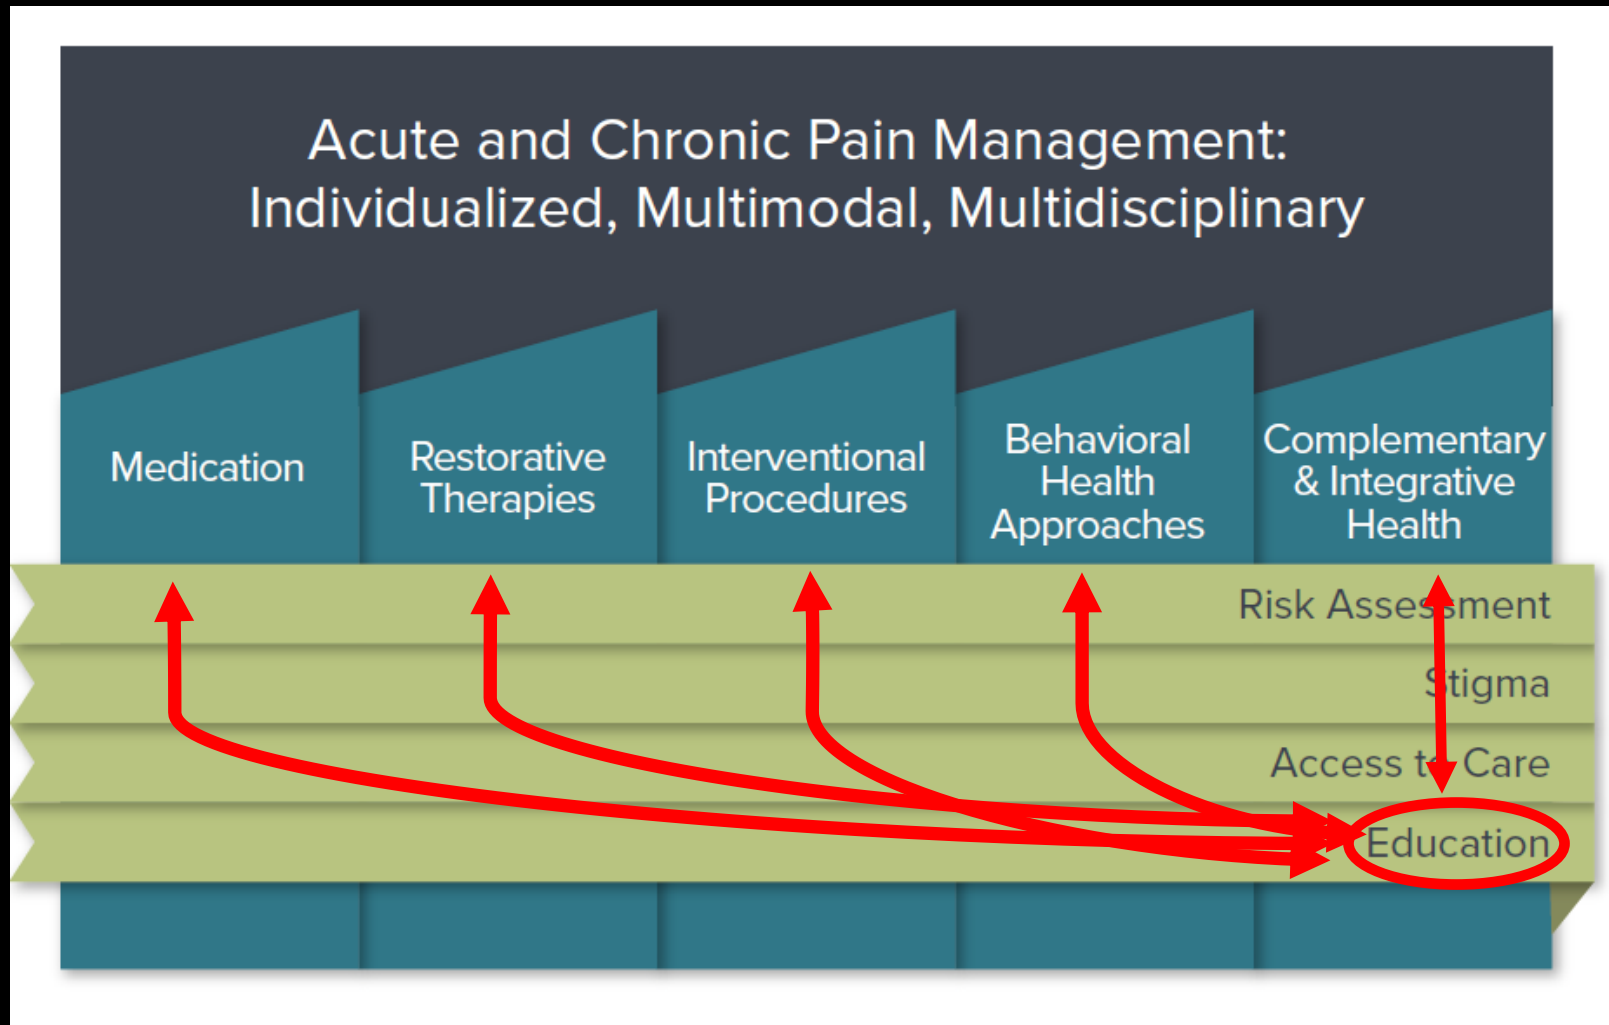 Acute and Chronic Pain Management:
Individualized, Multimodal, Multidisciplinary
Medication
Restorative
Therapies
Interventional
Procedures
Behavioral
Health
Approaches
Complementary
& Integrative
Health
Risk Assessment
Stigma
Access to Care
Education